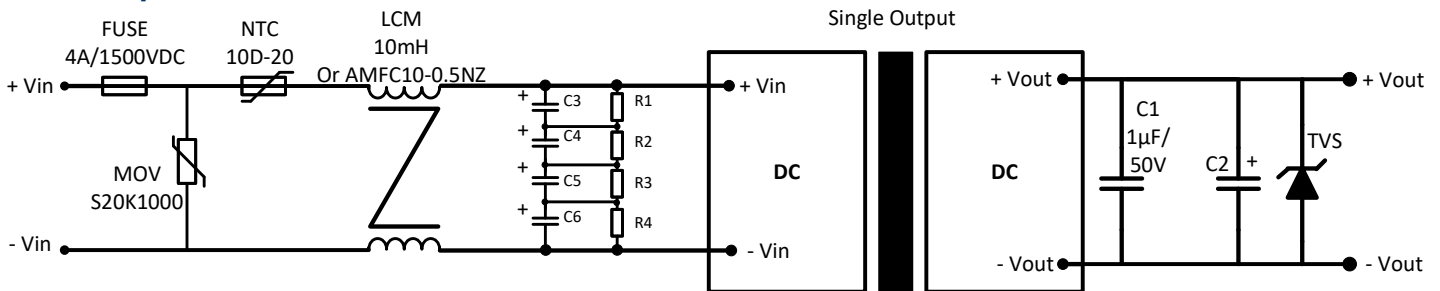 Single Output
FUSE
4A/1500VDC
NTC
10D-20
LCM
10mH
Or AMFC10-0.5NZ
+ Vin
MOV
S20K1000
- Vin
+
C3
+
C4
+
C5
+
C6
R1
R2
R3
R4
+ Vin
DC
- Vin
DC
+ Vout
- Vout
C1
1µF/
50V
C2
+
TVS
+ Vout
- Vout